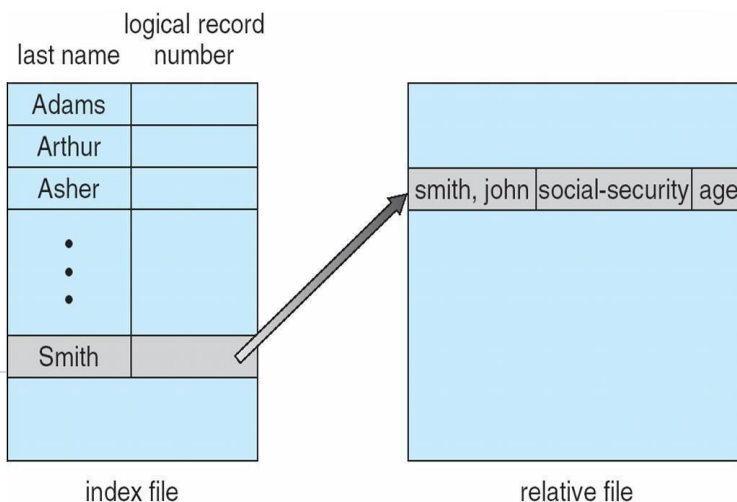 logical record
last name number
Adams
Arthur
Asher
smith, john social-security age
Smith
index file relative file